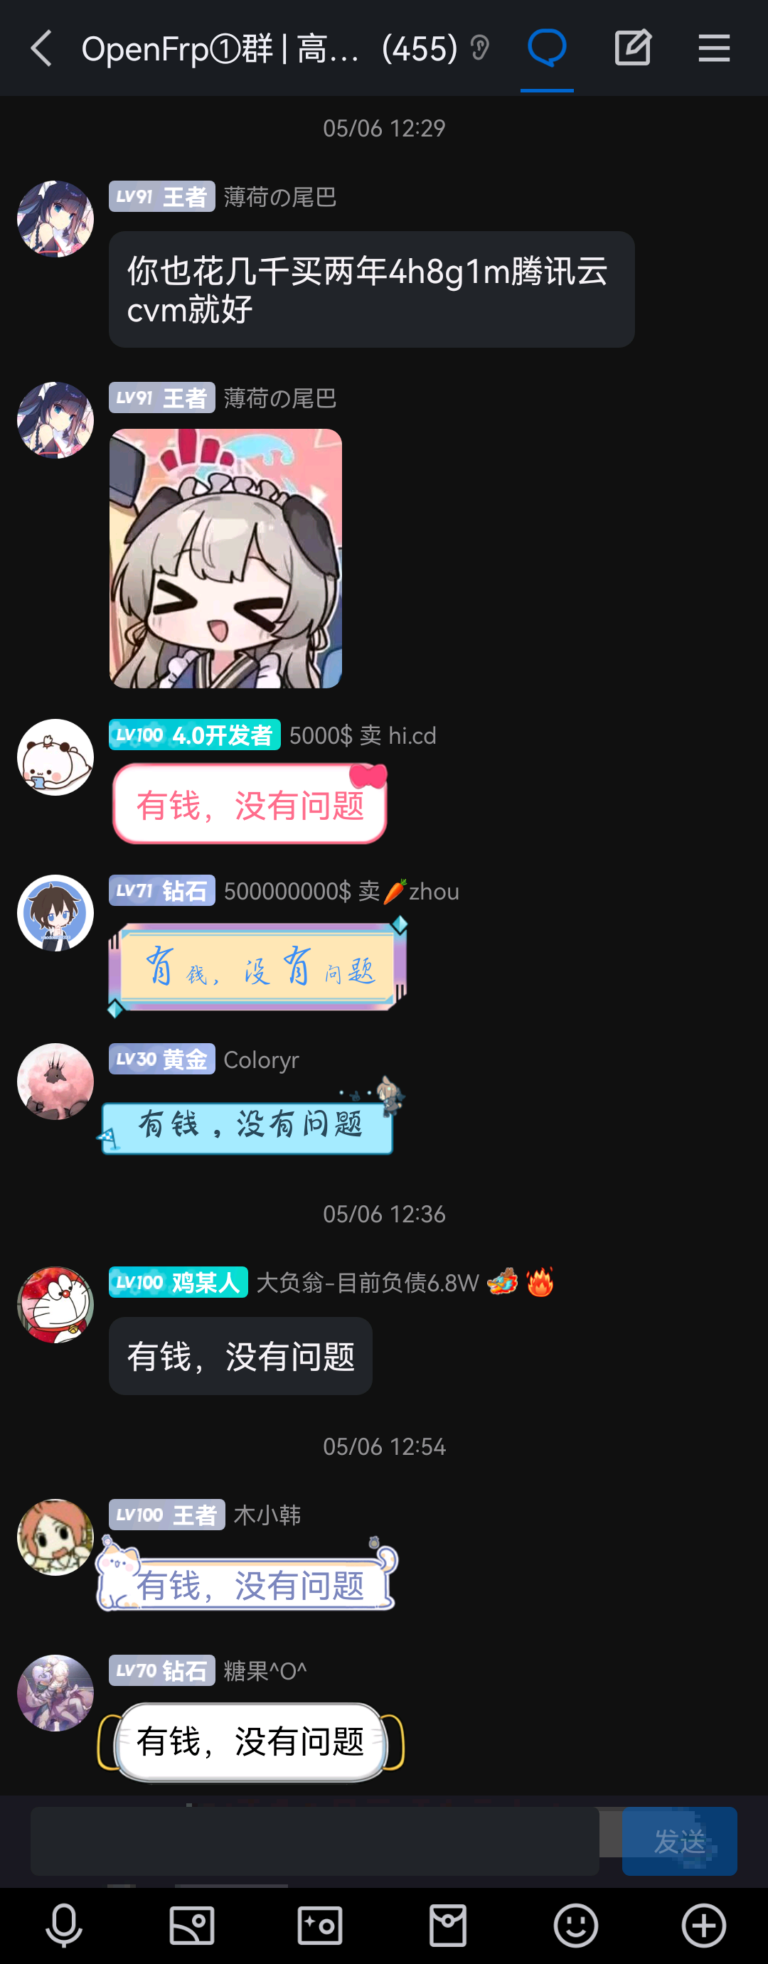 OpenFrp①群 | 高... (455)
05/06 12:29
LV91 王者 薄荷の尾巴
你也花几千买两年4h8g1m腾讯云
cvm就好
LV91 王者 薄荷の尾巴
LV100 4.0开发者 5000$ 卖 hi.cd
有钱，没有问题
LV71 钻石 500000000$ 卖🥕zhou
有钱，没有问题
LV30 黄金 Coloryr
有钱，没有问题
05/06 12:36
LV100 鸡某人 大负翁-目前负债6.8W
有钱，没有问题
05/06 12:54
LV100 王者 木小韩
有钱，没有问题
LV70 钻石 糖果^O^
有钱，没有问题
发送